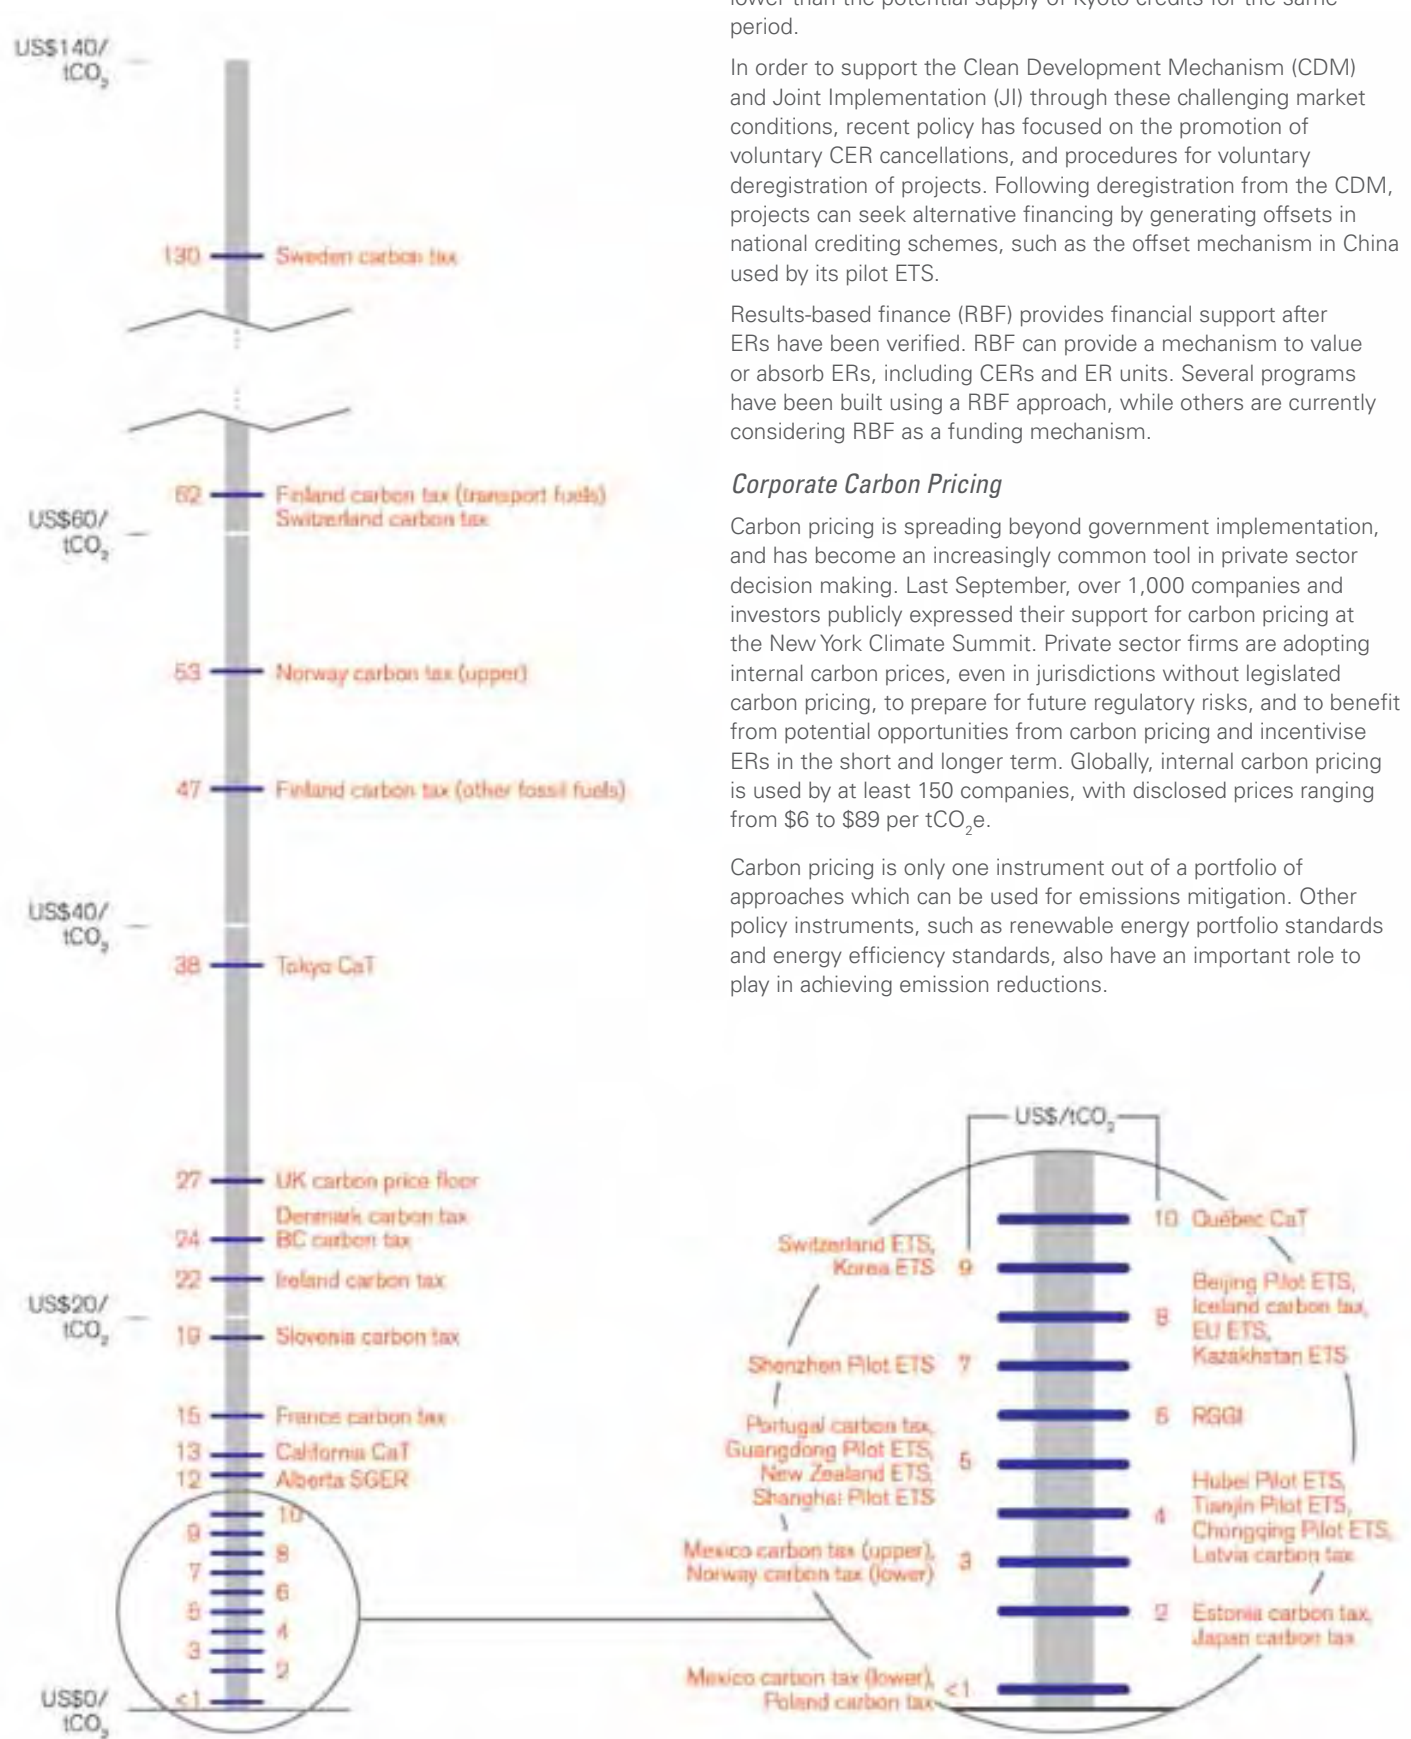 lower than the potential supply of Kyoto credits for the same
period.
In order to support the Clean Development Mechanism (CDM)
and Joint Implementation (JI) through these challenging market
conditions, recent policy has focused on the promotion of
voluntary CER cancellations, and procedures for voluntary
deregistration of projects. Following deregistration from the CDM,
projects can seek alternative financing by generating offsets in
national crediting schemes, such as the offset mechanism in China
used by its pilot ETS.
Results-based finance (RBF) provides financial support after
ERs have been verified. RBF can provide a mechanism to value
or absorb ERs, including CERs and ER units. Several programs
have been built using a RBF approach, while others are currently
considering RBF as a funding mechanism.
Corporate Carbon Pricing
Carbon pricing is spreading beyond government implementation,
and has become an increasingly common tool in private sector
decision making. Last September, over 1,000 companies and
investors publicly expressed their support for carbon pricing at
the New York Climate Summit. Private sector firms are adopting
internal carbon prices, even in jurisdictions without legislated
carbon pricing, to prepare for future regulatory risks, and to benefit
from potential opportunities from carbon pricing and incentivise
ERs in the short and longer term. Globally, internal carbon pricing
is used by at least 150 companies, with disclosed prices ranging
from $6 to $89 per tCO₂e.
Carbon pricing is only one instrument out of a portfolio of
approaches which can be used for emissions mitigation. Other
policy instruments, such as renewable energy portfolio standards
and energy efficiency standards, also have an important role to
play in achieving emission reductions.
US$140/
tCO₂
130 Sweden carbon tax
62 Finland carbon tax (transport fuels)
Switzerland carbon tax
US$60/
tCO₂
53 Norway carbon tax (upper)
47 Finland carbon tax (other fossil fuels)
US$40/
tCO₂
38 Tokyo CaT
27 UK carbon price floor
Denmark carbon tax
24 BC carbon tax
22 Ireland carbon tax
US$20/
tCO₂
19 Slovenia carbon tax
15 France carbon tax
13 California CaT
12 Alberta SGER
10
9
8
7
6
5
4
3
2
<1
US$0/
tCO₂
US$/tCO₂
10 Québec CaT
Switzerland ETS,
Korea ETS 9
Beijing Pilot ETS,
8 Iceland carbon tax,
EU ETS,
Kazakhstan ETS
Shenzhen Pilot ETS 7
6 RGGI
Portugal carbon tax,
Guangdong Pilot ETS,
5
New Zealand ETS,
Shanghai Pilot ETS
Hubei Pilot ETS,
Tianjin Pilot ETS,
4
Chongqing Pilot ETS,
Latvia carbon tax
Mexico carbon tax (upper),
3
Norway carbon tax (lower)
2 Estonia carbon tax,
Japan carbon tax
Mexico carbon tax (lower),
<1
Poland carbon tax